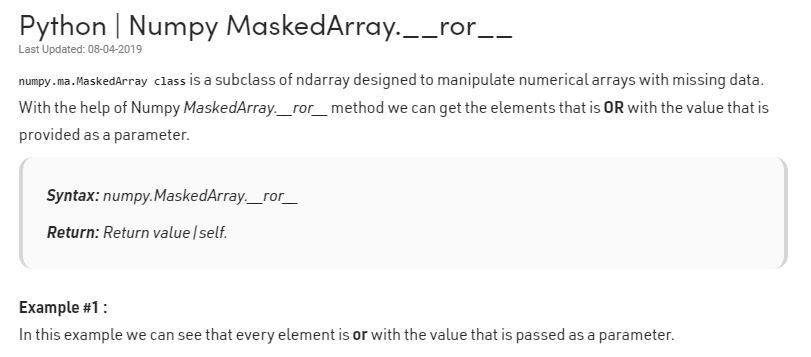 Python | Numpy MaskedArray.__ror__
Last Updated: 08-04-2019
numpy.ma.MaskedArray class is a subclass of ndarray designed to manipulate numerical arrays with missing data.
With the help of Numpy MaskedArray.__ror__ method we can get the elements that is OR with the value that is
provided as a parameter.
Syntax: numpy.MaskedArray.__ror__
Return: Return value|self.
Example #1 :
In this example we can see that every element is or with the value that is passed as a parameter.